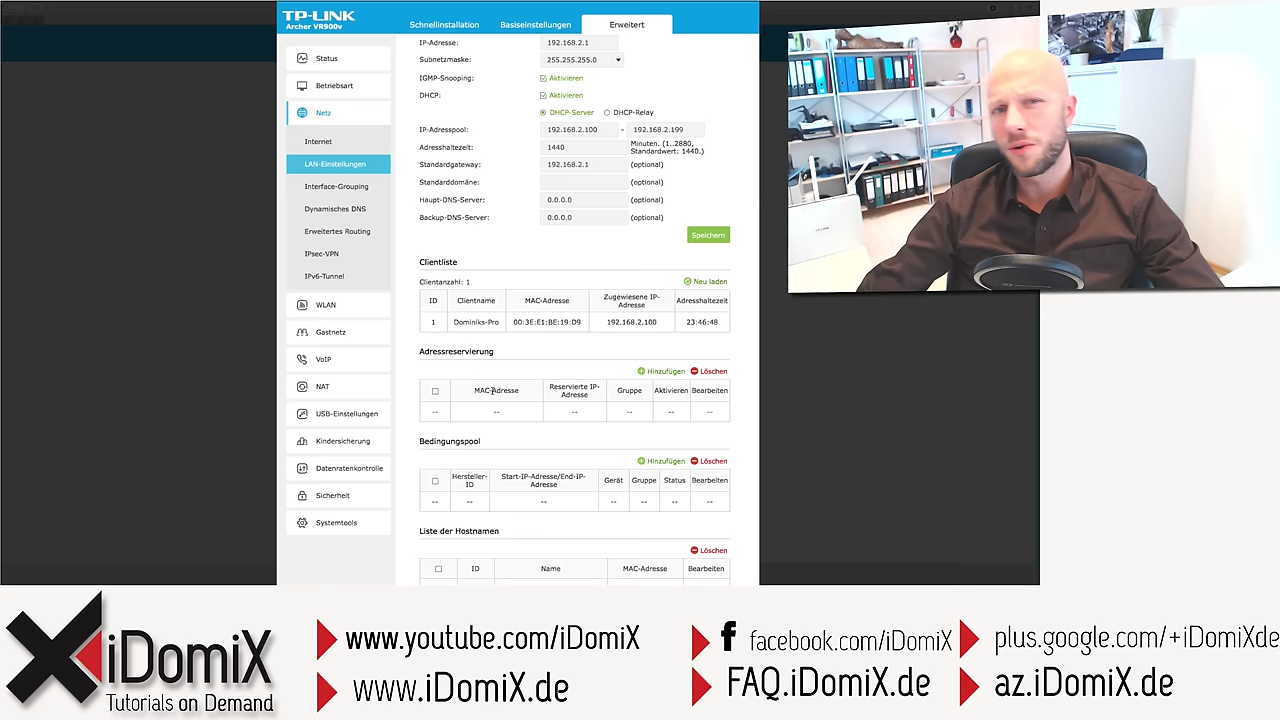 TP-LINK
Archer VR900v
Schnellinstallation
Basiseinstellungen
Erweitert
Status
Betriebsart
Netz
Internet
LAN-Einstellungen
Interface-Grouping
Dynamisches DNS
Erweitertes Routing
IPsec-VPN
IPv6-Tunnel
WLAN
Gastnetz
VoIP
NAT
USB-Einstellungen
Kindersicherung
Datenratenkontrolle
Sicherheit
Systemtools
IP-Adresse: 192.168.2.1
Subnetzmaske: 255.255.255.0
IGMP-Snooping: Aktivieren
DHCP: Aktivieren
DHCP-Server DHCP-Relay
IP-Adresspool: 192.168.2.100 - 192.168.2.199
Adresshaltezeit: 1440 Minuten. (1..2880, Standardwert: 1440.)
Standardgateway: 192.168.2.1 (optional)
Standarddomäne: (optional)
Haupt-DNS-Server: 0.0.0.0 (optional)
Backup-DNS-Server: 0.0.0.0 (optional)
Speichern
Clientliste
Clientanzahl: 1 Neu laden
ID Clientname MAC-Adresse Zugewiesene IP-Adresse Adresshaltezeit
1 Dominiks-Pro 00:3E:E1:BE:19:D9 192.168.2.100 23:46:48
Adressreservierung
Hinzufügen Löschen
MAC-Adresse Reservierte IP-Adresse Gruppe Aktivieren Bearbeiten
-- -- -- -- -- --
Bedingungspool
Hinzufügen Löschen
Hersteller-ID Start-IP-Adresse/End-IP-Adresse Gerät Gruppe Status Bearbeiten
-- -- -- -- -- -- --
Liste der Hostnamen
Löschen
ID Name MAC-Adresse Bearbeiten
iDomiX
Tutorials on Demand
www.youtube.com/iDomiX
www.iDomiX.de
f facebook.com/iDomiX
FAQ.iDomiX.de
plus.google.com/+iDomiXde
az.iDomiX.de